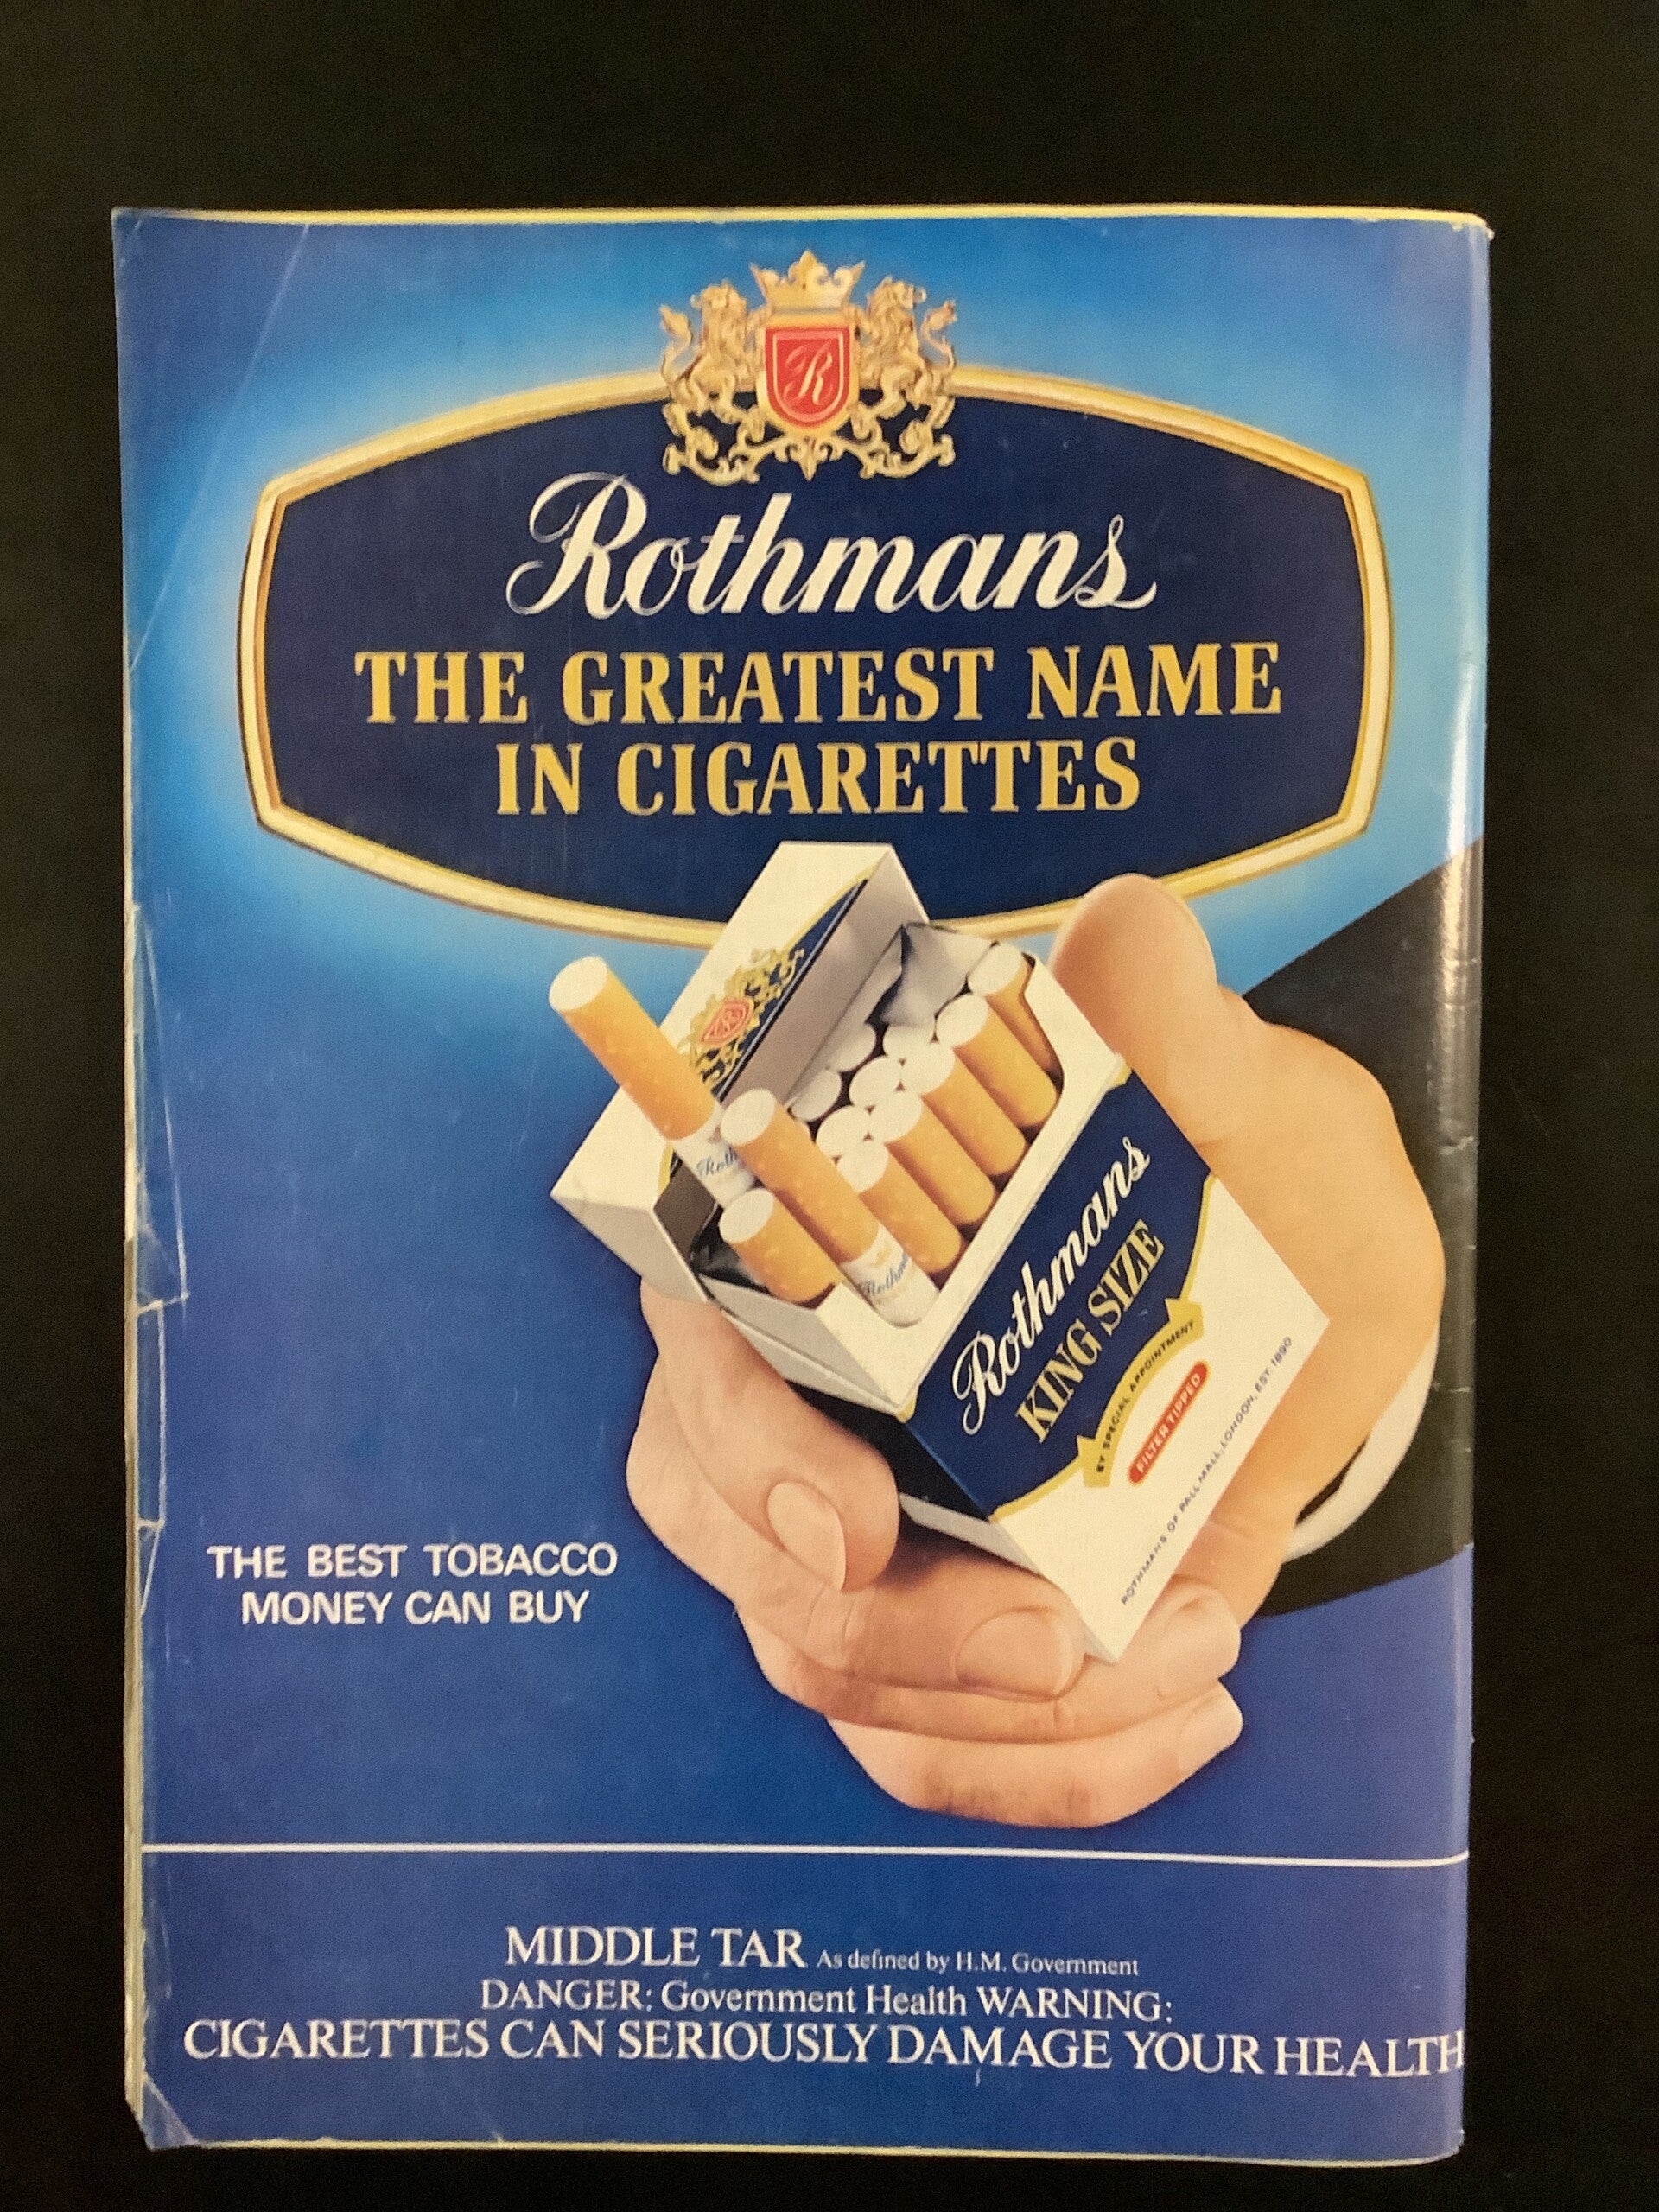 R
Rothmans
THE GREATEST NAME
IN CIGARETTES
Roth
Rothm
Rothmans
KING SIZE
BY SPECIAL APPOINTMENT
FILTER TIPPED
ROTHMANS OF PALL MALL, LONDON, EST. 1890
THE BEST TOBACCO
MONEY CAN BUY
MIDDLE TAR As defined by H.M. Government
DANGER: Government Health WARNING:
CIGARETTES CAN SERIOUSLY DAMAGE YOUR HEALTH